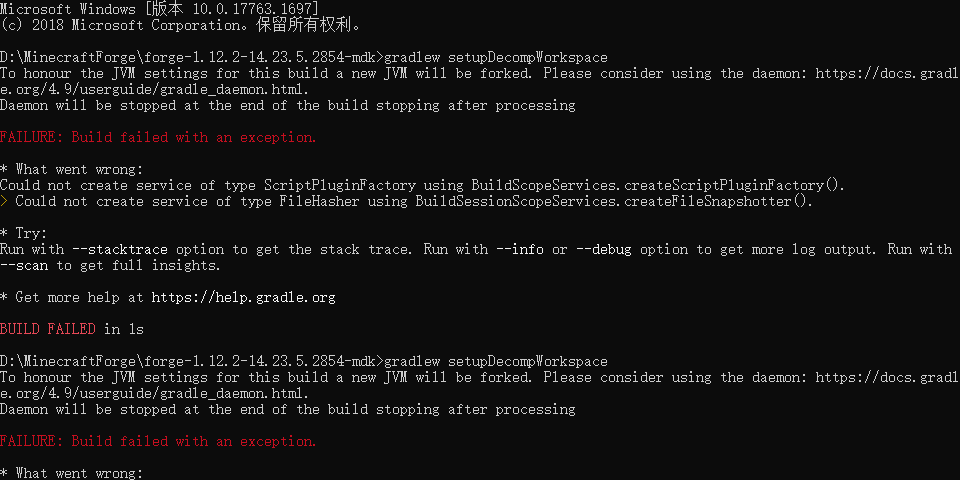 Microsoft Windows [版本 10.0.17763.1697]
(c) 2018 Microsoft Corporation。保留所有权利。
D:\MinecraftForge\forge-1.12.2-14.23.5.2854-mdk>gradlew setupDecompWorkspace
To honour the JVM settings for this build a new JVM will be forked. Please consider using the daemon: https://docs.gradl
e.org/4.9/userguide/gradle_daemon.html.
Daemon will be stopped at the end of the build stopping after processing
FAILURE: Build failed with an exception.
* What went wrong:
Could not create service of type ScriptPluginFactory using BuildScopeServices.createScriptPluginFactory().
> Could not create service of type FileHasher using BuildSessionScopeServices.createFileSnapshotter().
* Try:
Run with --stacktrace option to get the stack trace. Run with --info or --debug option to get more log output. Run with
--scan to get full insights.
* Get more help at https://help.gradle.org
BUILD FAILED in 1s
D:\MinecraftForge\forge-1.12.2-14.23.5.2854-mdk>gradlew setupDecompWorkspace
To honour the JVM settings for this build a new JVM will be forked. Please consider using the daemon: https://docs.gradl
e.org/4.9/userguide/gradle_daemon.html.
Daemon will be stopped at the end of the build stopping after processing
FAILURE: Build failed with an exception.
* What went wrong: